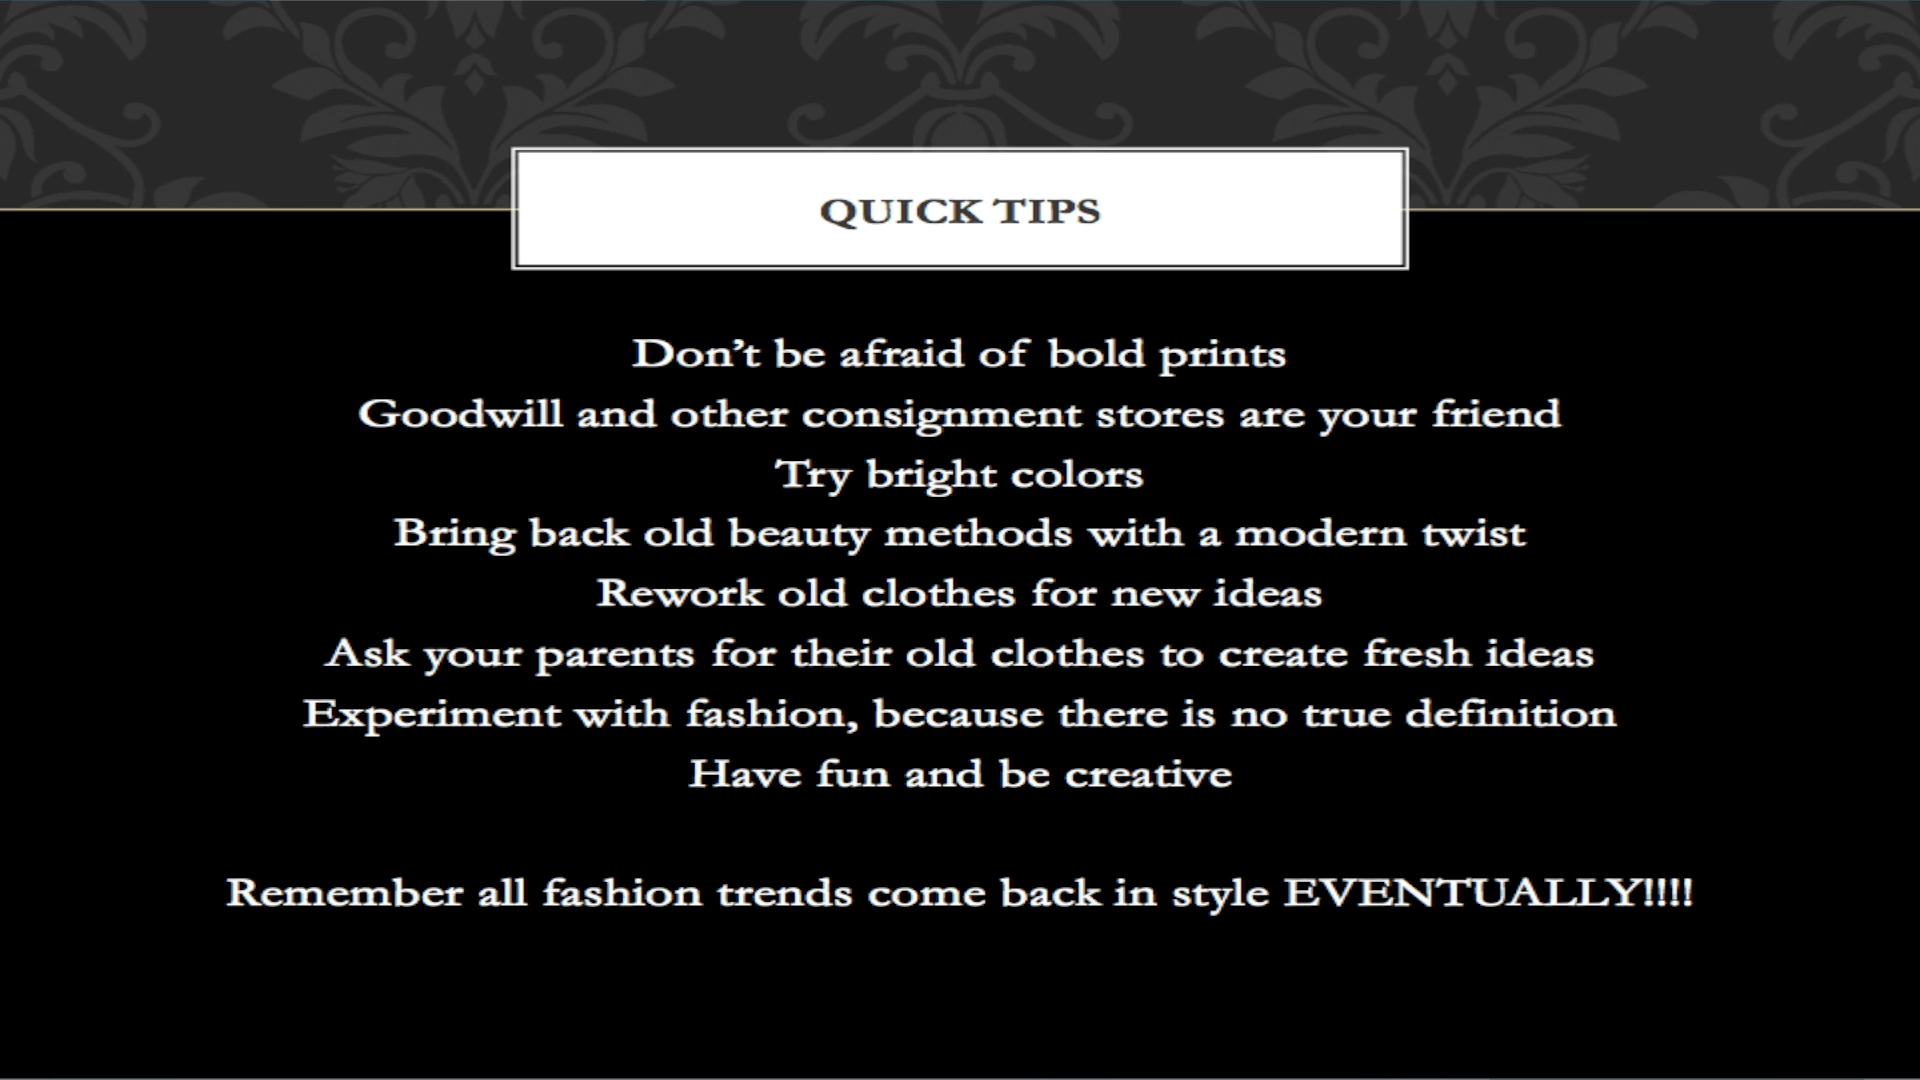 QUICK TIPS
Don’t be afraid of bold prints
Goodwill and other consignment stores are your friend
Try bright colors
Bring back old beauty methods with a modern twist
Rework old clothes for new ideas
Ask your parents for their old clothes to create fresh ideas
Experiment with fashion, because there is no true definition
Have fun and be creative
Remember all fashion trends come back in style EVENTUALLY!!!!